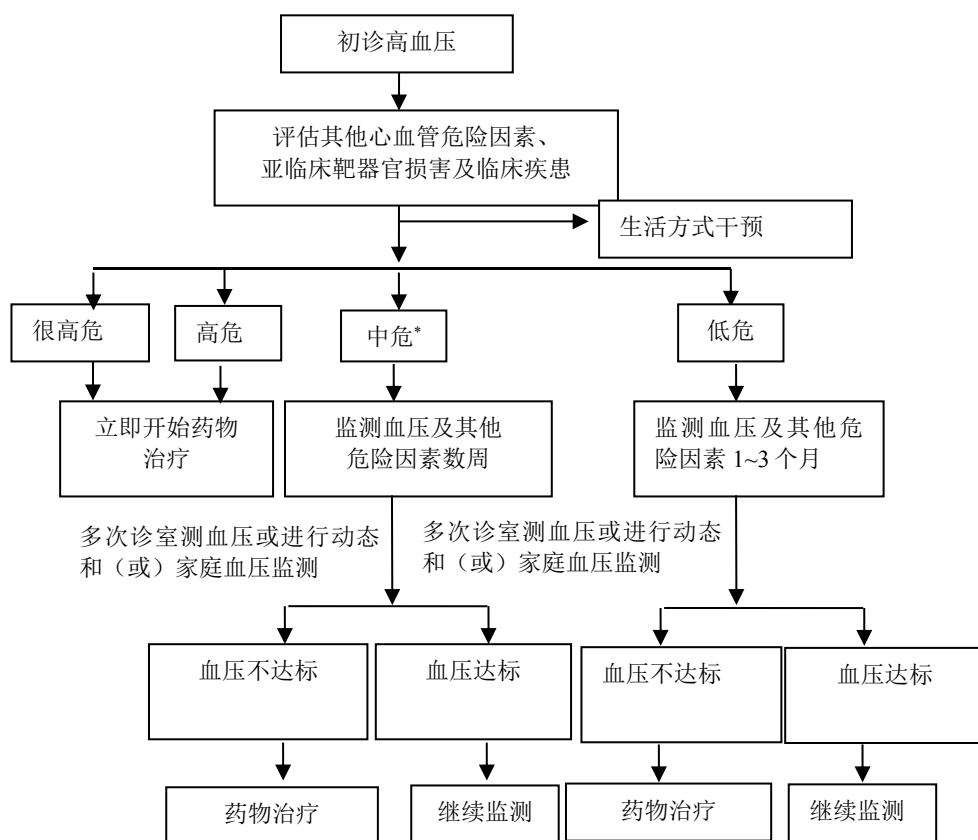 初诊高血压
评估其他心血管危险因素、
亚临床靶器官损害及临床疾患
生活方式干预
很高危
高危
中危*
低危
立即开始药物
治疗
监测血压及其他
危险因素数周
监测血压及其他危
险因素 1~3 个月
多次诊室测血压或进行动态
和（或）家庭血压监测
多次诊室测血压或进行动态
和（或）家庭血压监测
血压不达标
血压达标
血压不达标
血压达标
药物治疗
继续监测
药物治疗
继续监测